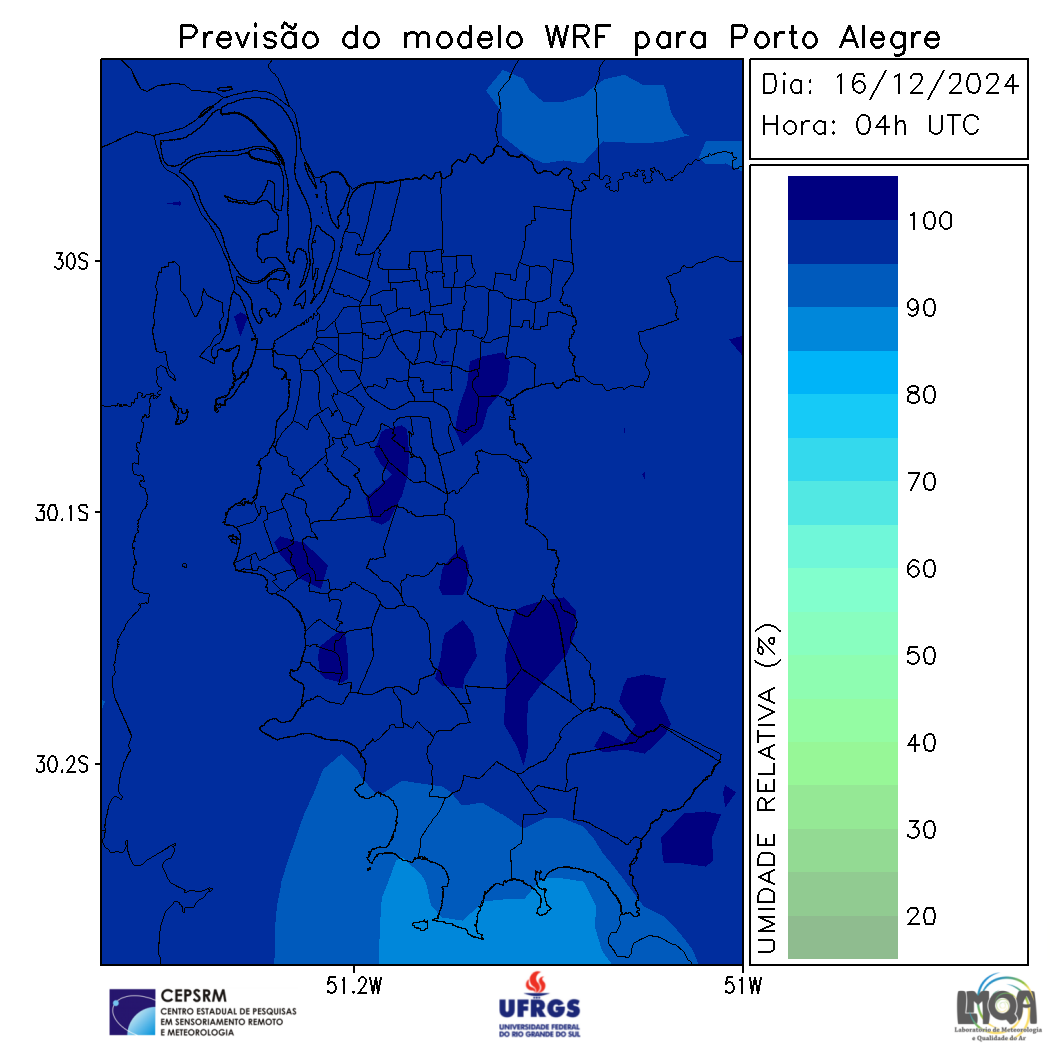 Previsão do modelo WRF para Porto Alegre
Dia: 16/12/2024
Hora: 04h UTC
30S
30.1S
30.2S
51.2W
51W
100
90
80
70
60
50
40
30
20
UMIDADE RELATIVA (%)
CEPSRM
CENTRO ESTADUAL DE PESQUISAS
EM SENSORIAMENTO REMOTO
E METEOROLOGIA
UFRGS
UNIVERSIDADE FEDERAL
DO RIO GRANDE DO SUL
LMQA
Laboratório de Meteorologia
e Qualidade do Ar